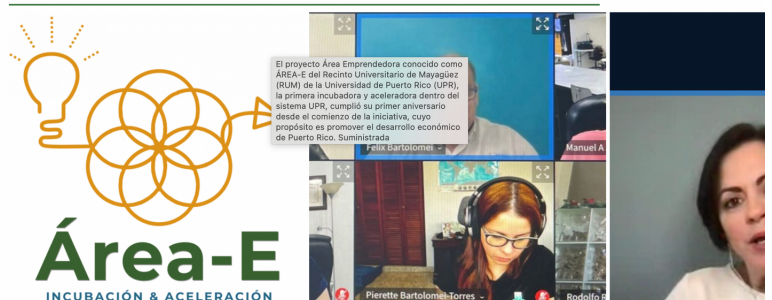 El proyecto Área Emprendedora conocido como
ÁREA-E del Recinto Universitario de Mayagüez
(RUM) de la Universidad de Puerto Rico (UPR),
la primera incubadora y aceleradora dentro del
sistema UPR, cumplió su primer aniversario
desde el comienzo de la iniciativa, cuyo
propósito es promover el desarrollo económico
de Puerto Rico. Suministrada
Felix Bartolomei
Manuel A
Área-E
INCUBACIÓN & ACELERACIÓN
Pierette Bartolomei-Torres
Rodolfo R